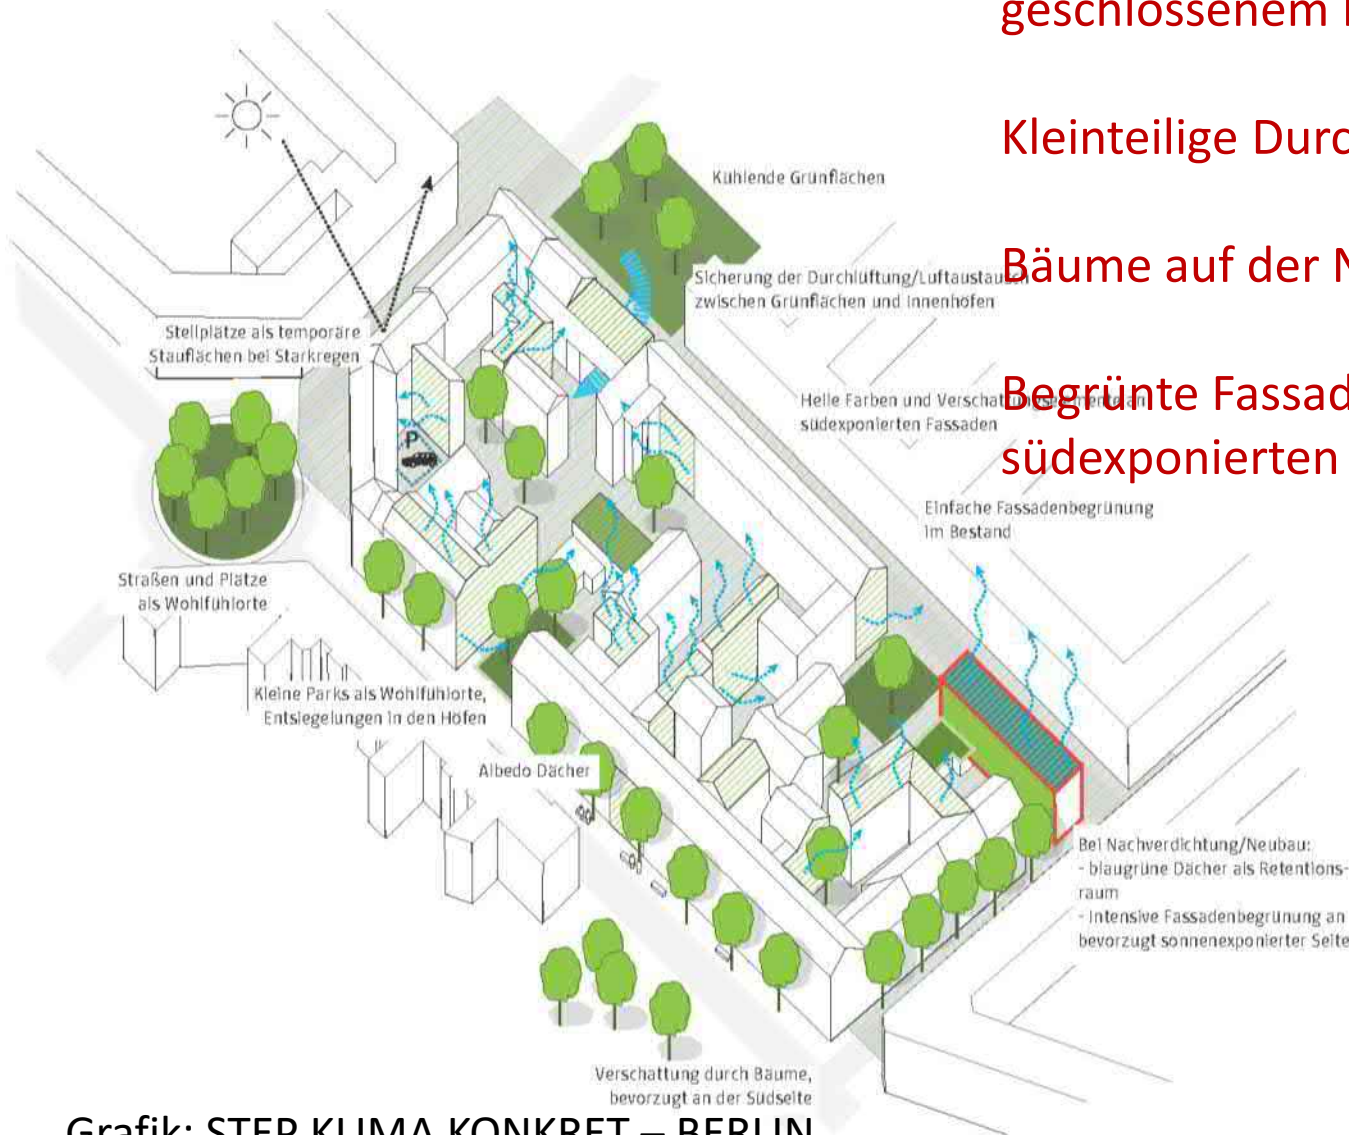 geschlossenem
Kleinteilige
Bäume auf der
Begrünte
südexponierten
Kühlende Grünflächen
Sicherung der Durchlüftung/Luftaustausch
zwischen Grünflächen und Innenhöfen
Stellplätze als temporäre
Stauflächen bei Starkregen
Helle Farben und Verschattungselemente an
südexponierten Fassaden
P
Einfache Fassadenbegrünung
im Bestand
Straßen und Plätze
als Wohlfühlorte
Kleine Parks als Wohlfühlorte,
Entsiegelungen in den Höfen
Albedo Dächer
Bei Nachverdichtung/Neubau:
- blaugrüne Dächer als Retentions-
raum
- Intensive Fassadenbegrünung an
bevorzugt sonnenexponierter Seite
Verschattung durch Bäume,
bevorzugt an der Südseite
Grafik: STEP KLIMA KONKRET – BERLIN